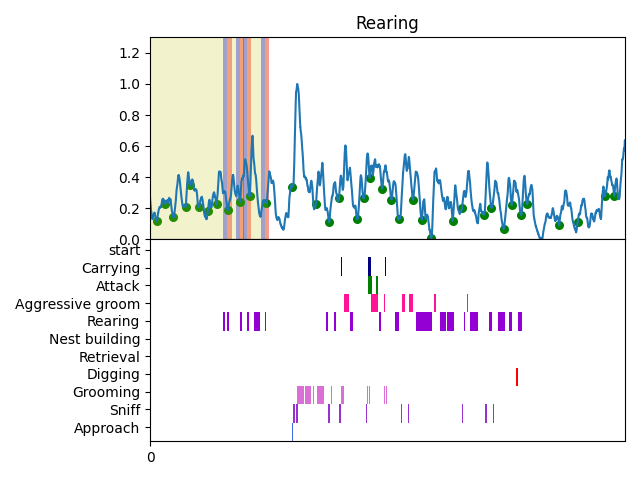 Rearing
1.2
1.0
0.8
0.6
0.4
0.2
0.0
start
Carrying
Attack
Aggressive groom
Rearing
Nest building
Retrieval
Digging
Grooming
Sniff
Approach
0